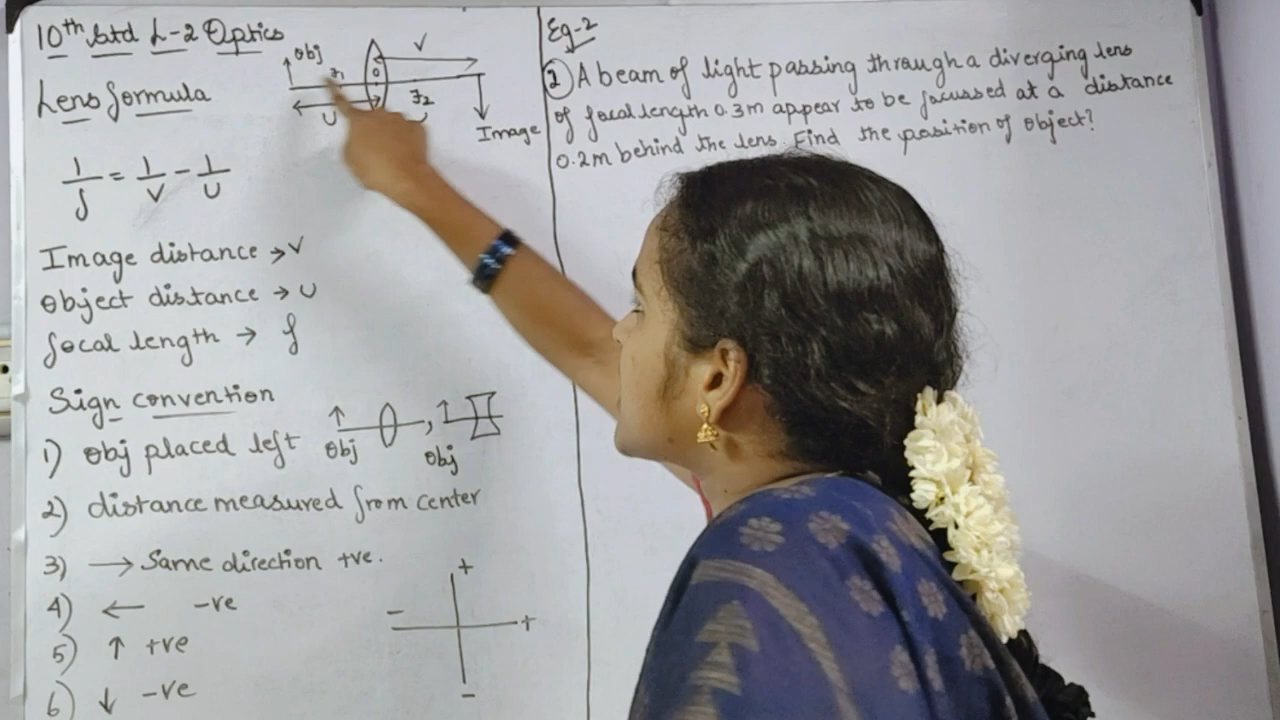 10th Std L-2 Optics
Lens formula
Obj
V
O
F2
U
Image
1/f = 1/V - 1/U
Image distance → V
Object distance → U
focal length → f
Sign convention
1) Obj placed left
Obj , Obj
2) distance measured from center
3) → Same direction +ve.
4) ← -ve
5) ↑ +ve
6) ↓ -ve
+
- +
-
Eg-2
2) A beam of light passing through a diverging lens
of focal length 0.3m appear to be focussed at a distance
0.2m behind the lens. Find the position of object?